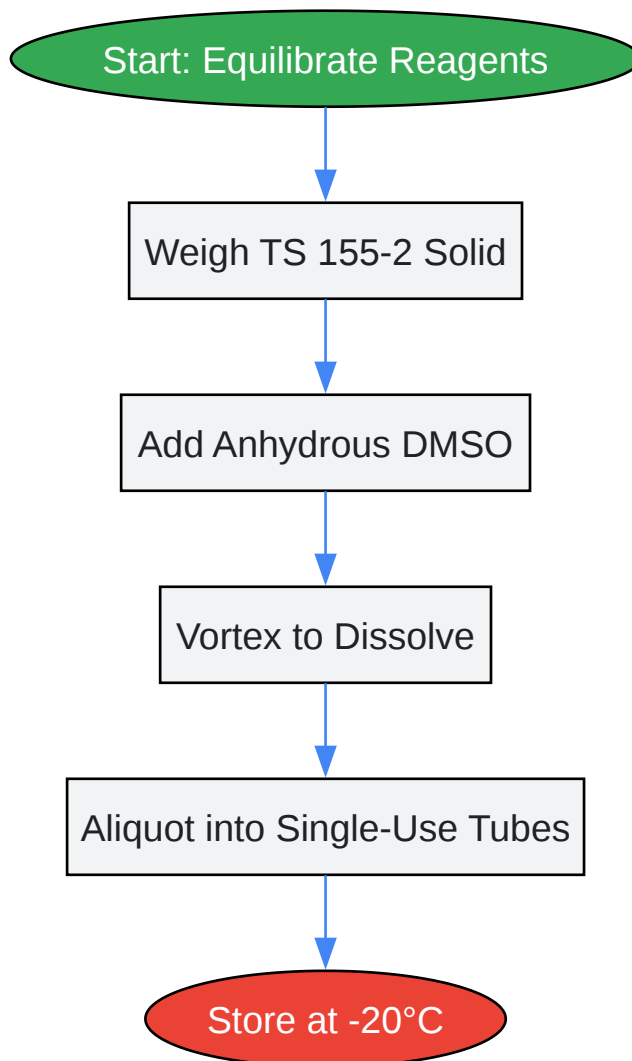 Start: Equilibrate Reagents
Weigh TS 155-2 Solid
Add Anhydrous DMSO
Vortex to Dissolve
Aliquot into Single-Use Tubes
Store at -20°C